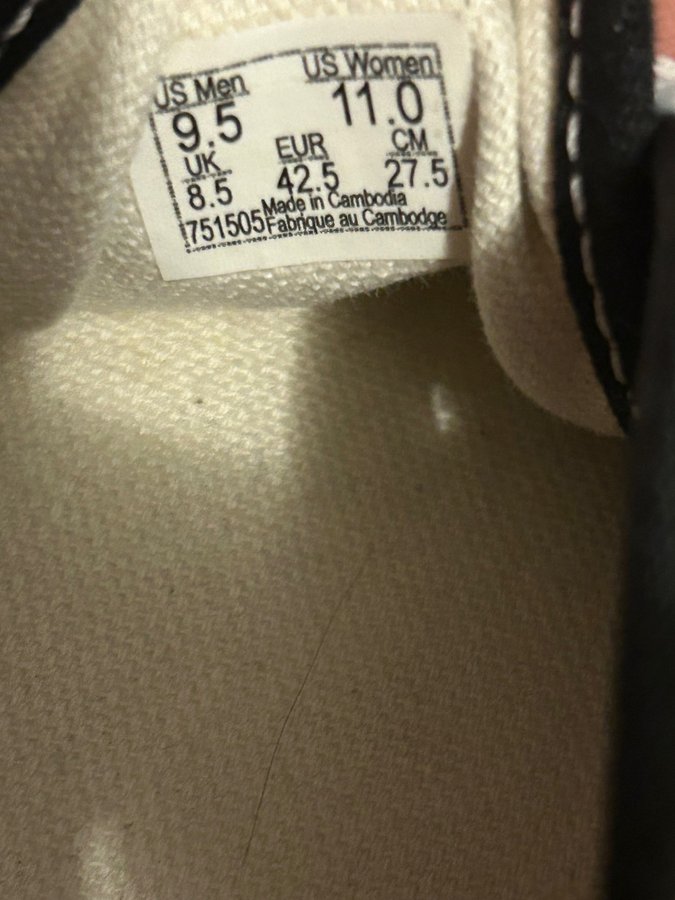 US Men US Women
9.5 11.0
UK EUR CM
8.5 42.5 27.5
Made in Cambodia
751505 Fabrique au Cambodge